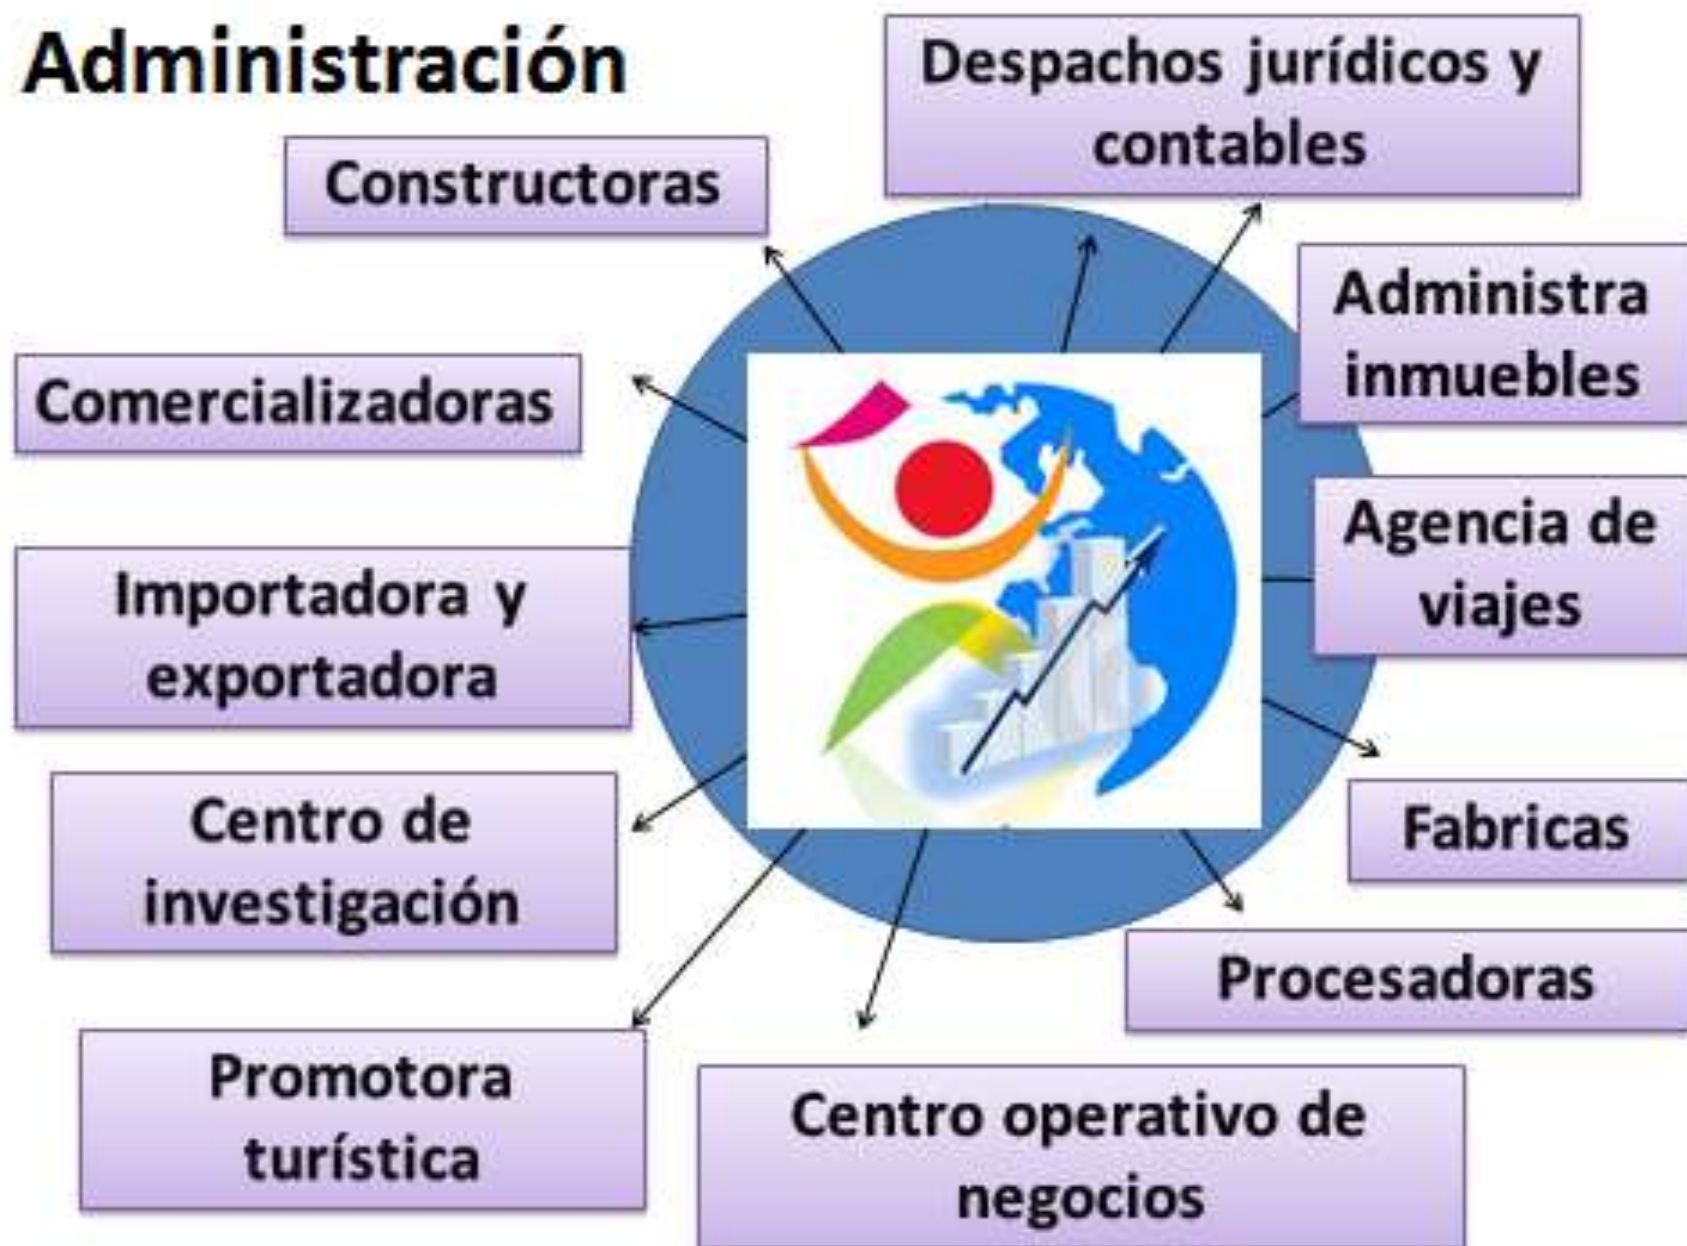 Administración
Despachos jurídicos y
contables
Constructoras
Administra
inmuebles
Comercializadoras
Agencia de
viajes
Importadora y
exportadora
Centro de
investigación
Fabricas
Procesadoras
Promotora
turística
Centro operativo de
negocios